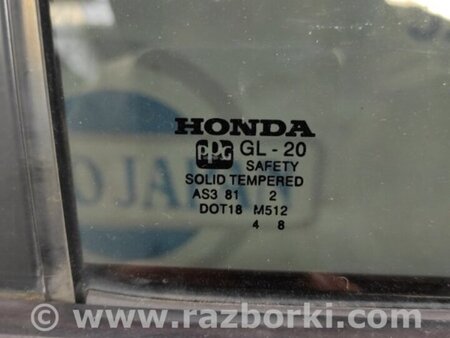 HONDA
PPG GL - 20
SAFETY
SOLID TEMPERED
AS3 81 2
DOT18 M512
4 8
www.razborki.com